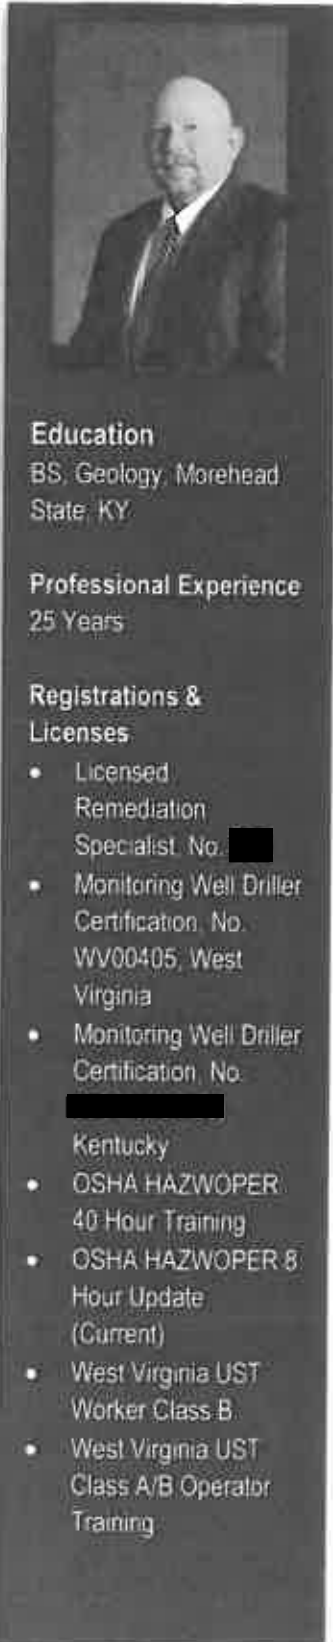 Education
BS, Geology, Morehead
State, KY
Professional Experience
25 Years
Registrations &
Licenses
• Licensed
Remediation
Specialist, No.
• Monitoring Well Driller
Certification, No.
WV00405, West
Virginia
• Monitoring Well Driller
Certification, No.
Kentucky
• OSHA HAZWOPER
40 Hour Training
• OSHA HAZWOPER 8
Hour Update
(Current)
• West Virginia UST
Worker Class B
• West Virginia UST
Class A/B Operator
Training